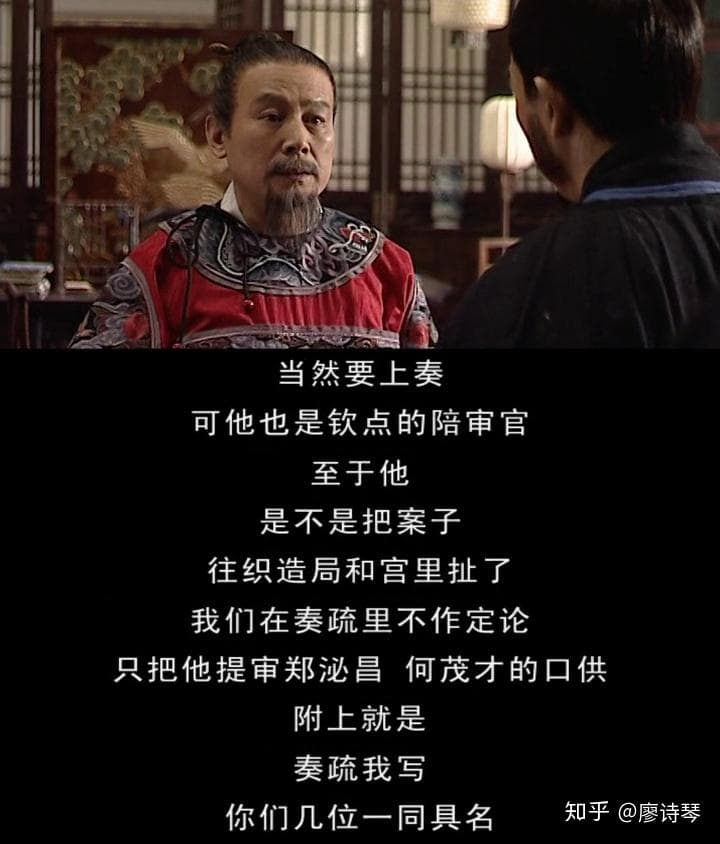 当然要上奏
可他也是钦点的陪审官
至于他
是不是把案子
往织造局和宫里扯了
我们在奏疏里不作定论
只把他提审郑泌昌 何茂才的口供
附上就是
奏疏我写
你们几位一同具名
知乎 @廖诗琴